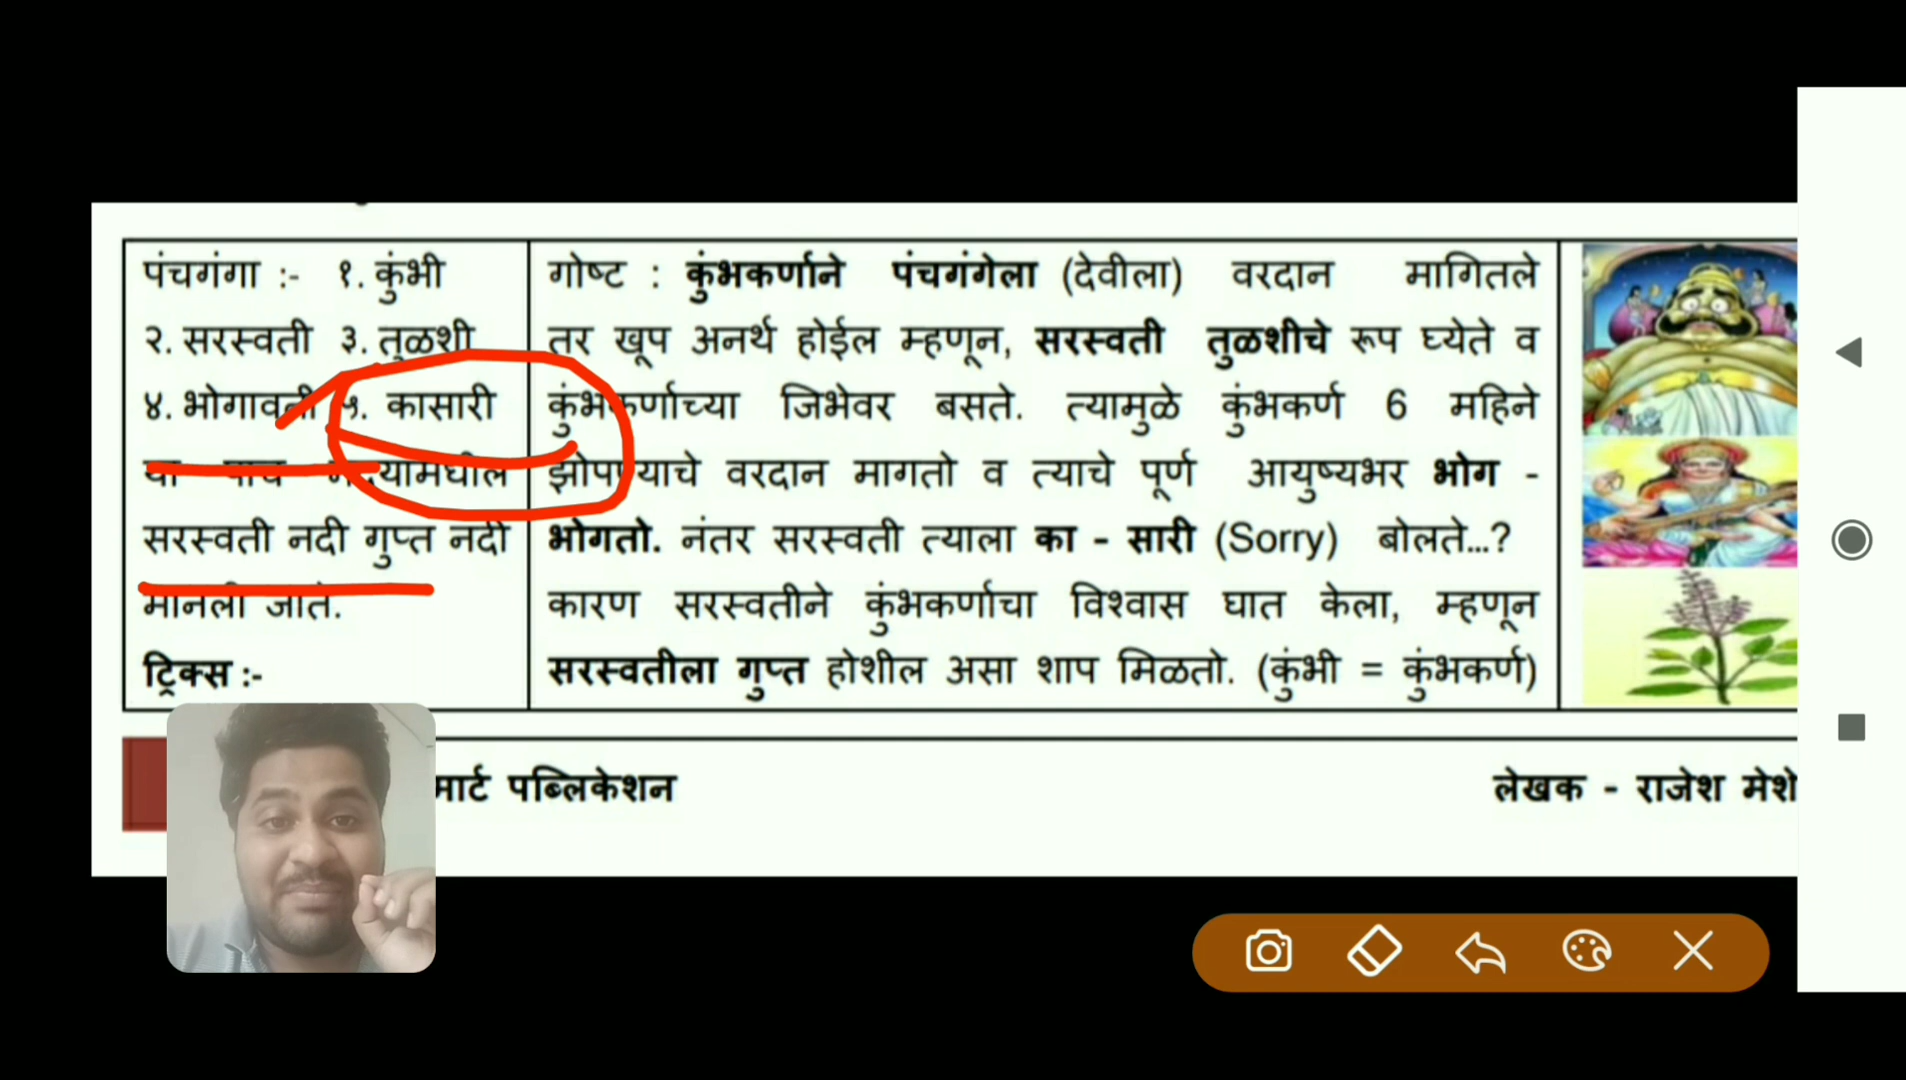 पंचगंगा :- १. कुंभी
२. सरस्वती ३. तुळशी
४. भोगावती ५. कासारी
या पाच नद्यामधील
सरस्वती नदी गुप्त नदी
मानली जाते.
ट्रिक्स :-
गोष्ट : कुंभकर्णाने पंचगंगेला (देवीला) वरदान मागितले
तर खूप अनर्थ होईल म्हणून, सरस्वती तुळशीचे रूप घ्येते व
कुंभकर्णाच्या जिभेवर बसते. त्यामुळे कुंभकर्ण 6 महिने
झोपण्याचे वरदान मागतो व त्याचे पूर्ण आयुष्यभर भोग -
भोगतो. नंतर सरस्वती त्याला का - सारी (Sorry) बोलते...?
कारण सरस्वतीने कुंभकर्णाचा विश्वास घात केला, म्हणून
सरस्वतीला गुप्त होशील असा शाप मिळतो. (कुंभी = कुंभकर्ण)
मार्ट पब्लिकेशन
लेखक - राजेश मेशे